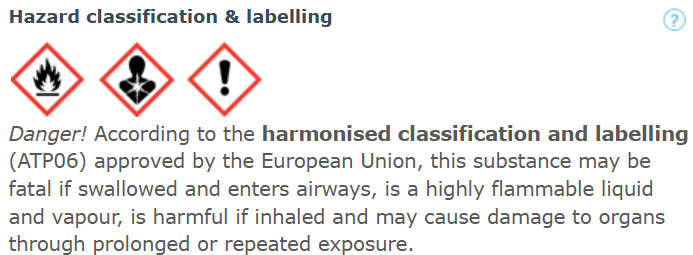 Hazard classification & labelling
?
Danger! According to the harmonised classification and labelling
(ATP06) approved by the European Union, this substance may be
fatal if swallowed and enters airways, is a highly flammable liquid
and vapour, is harmful if inhaled and may cause damage to organs
through prolonged or repeated exposure.